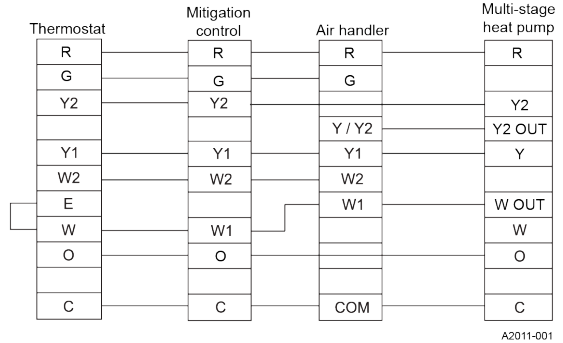 Thermostat Mitigation control Air handler Multi-stage heat pump
R R R R
G G G
Y2 Y2 Y2
Y / Y2 Y2 OUT
Y1 Y1 Y1 Y
W2 W2 W2
E W1 W OUT
W W1 W
O O O
C C COM C
A2011-001